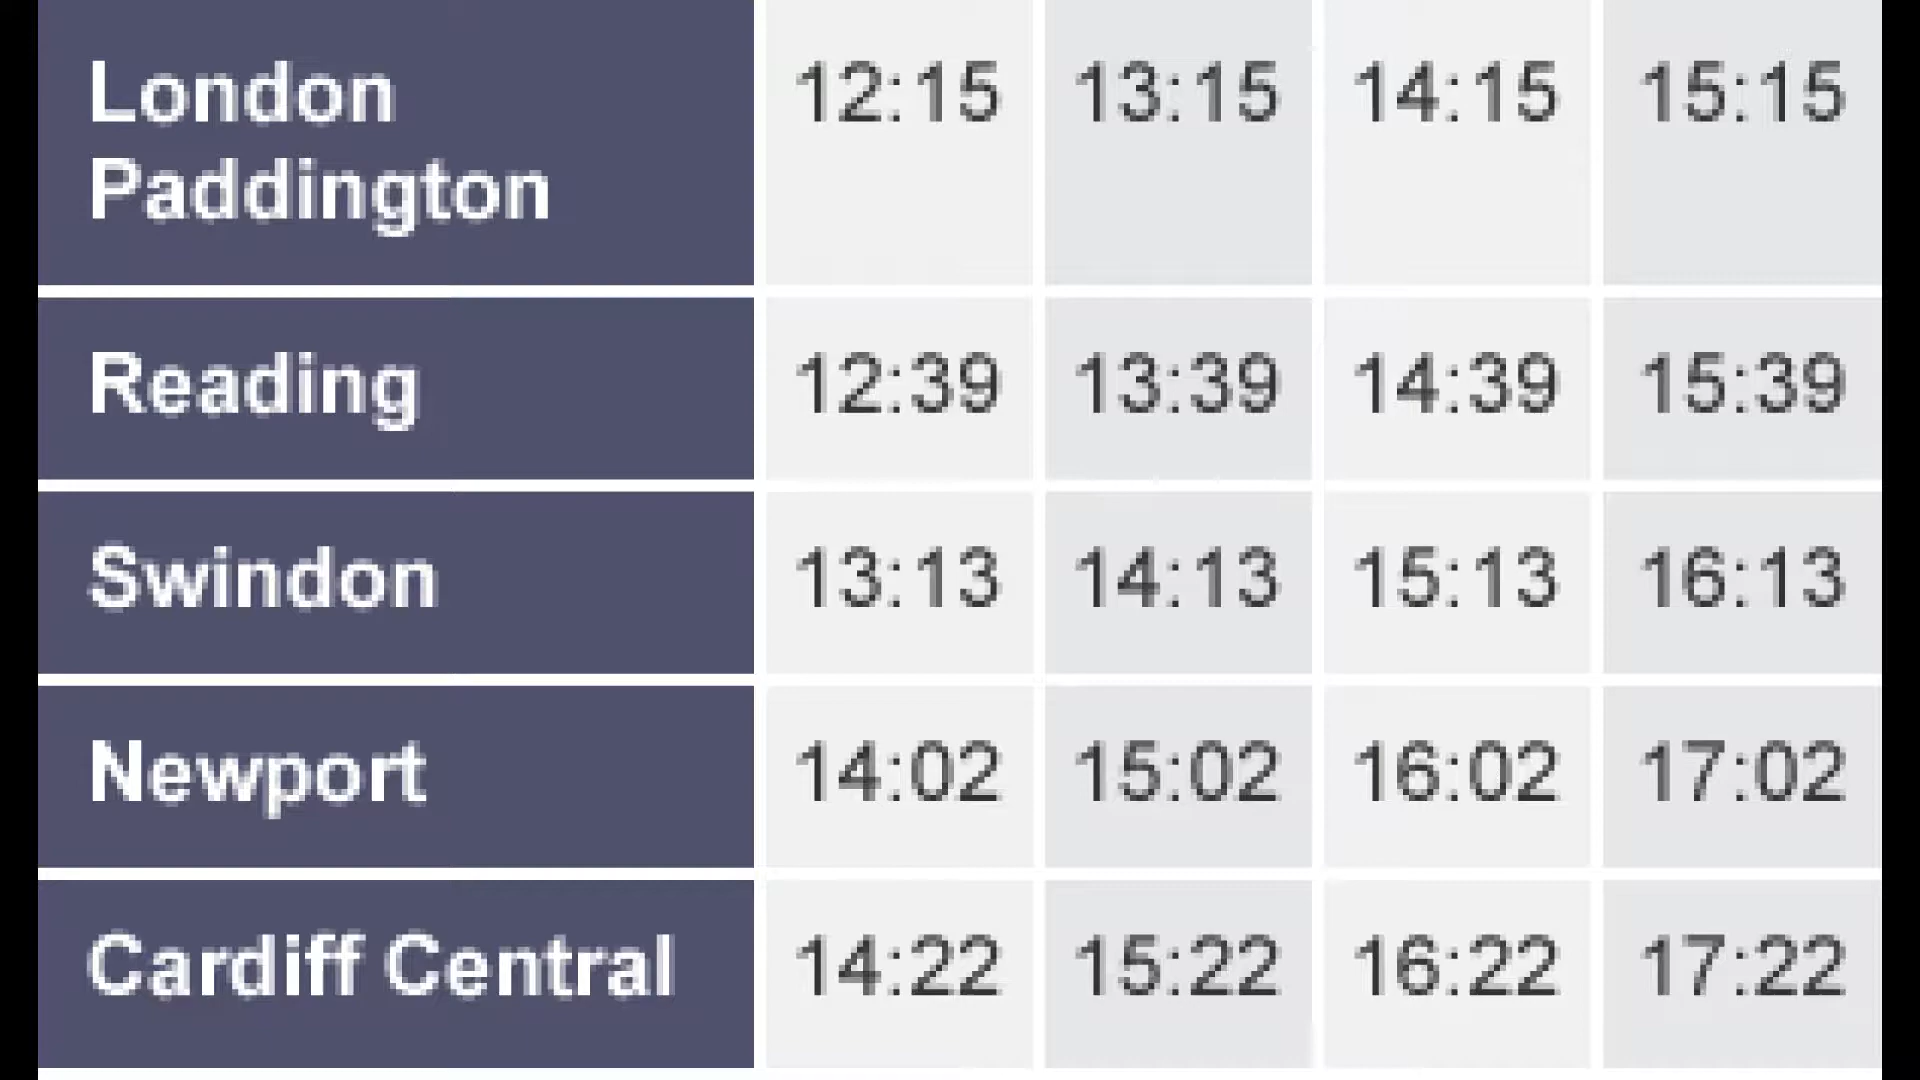 London 12:15 13:15 14:15 15:15
Paddington
Reading 12:39 13:39 14:39 15:39
Swindon 13:13 14:13 15:13 16:13
Newport 14:02 15:02 16:02 17:02
Cardiff Central 14:22 15:22 16:22 17:22